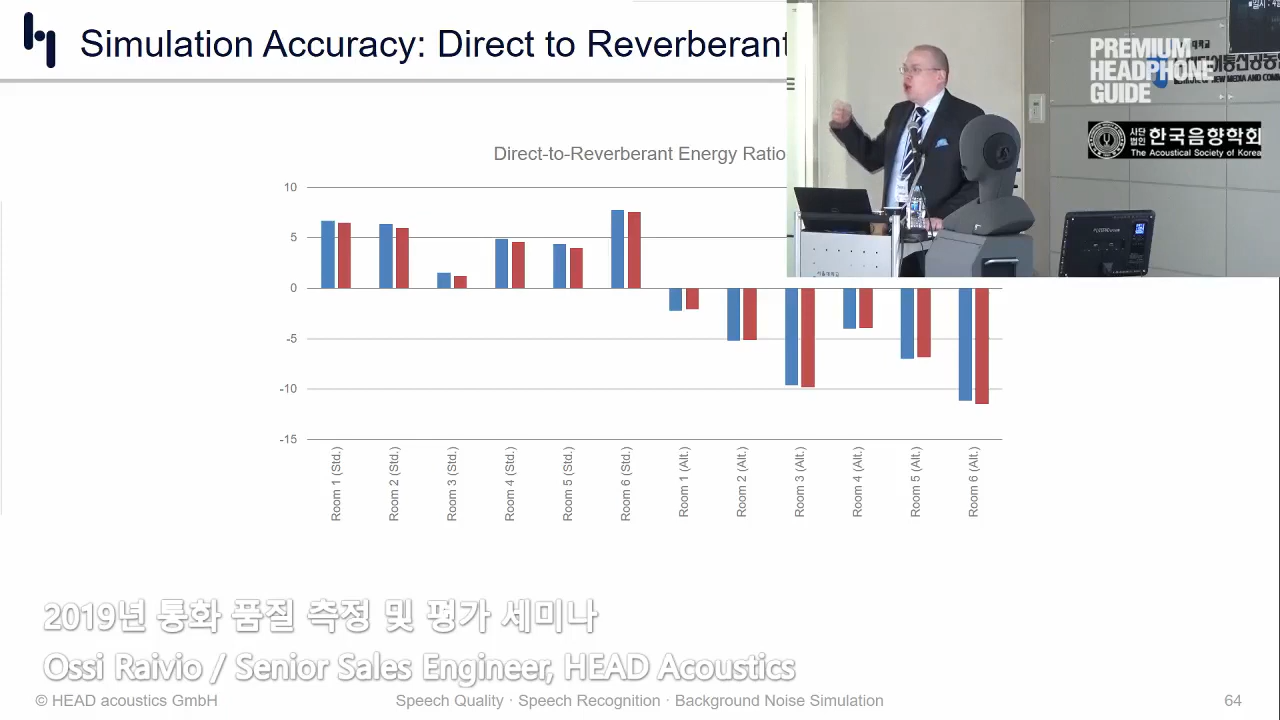 Simulation Accuracy: Direct to Reverberant
PREMIUM
HEADPHONE
GUIDE
사단
법인 한국음향학회
The Acoustical Society of Korea
Direct-to-Reverberant Energy Ratio
10
5
0
-5
-10
-15
Room 1 (Std.)
Room 2 (Std.)
Room 3 (Std.)
Room 4 (Std.)
Room 5 (Std.)
Room 6 (Std.)
Room 1 (Alt.)
Room 2 (Alt.)
Room 3 (Alt.)
Room 4 (Alt.)
Room 5 (Alt.)
Room 6 (Alt.)
2019년 통화 품질 측정 및 평가 세미나
Ossi Raivio / Senior Sales Engineer, HEAD Acoustics
© HEAD acoustics GmbH
Speech Quality · Speech Recognition · Background Noise Simulation
64